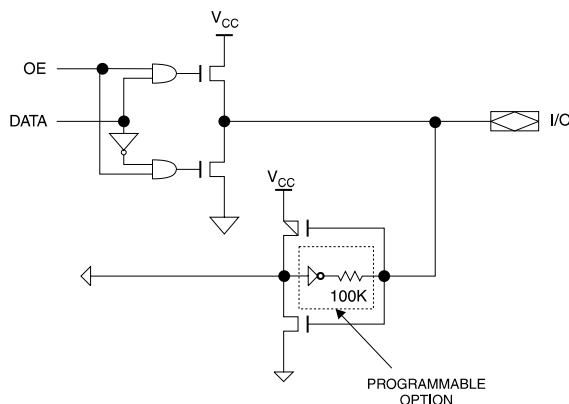 VCC
OE
DATA
I/O
VCC
100K
PROGRAMMABLE
OPTION